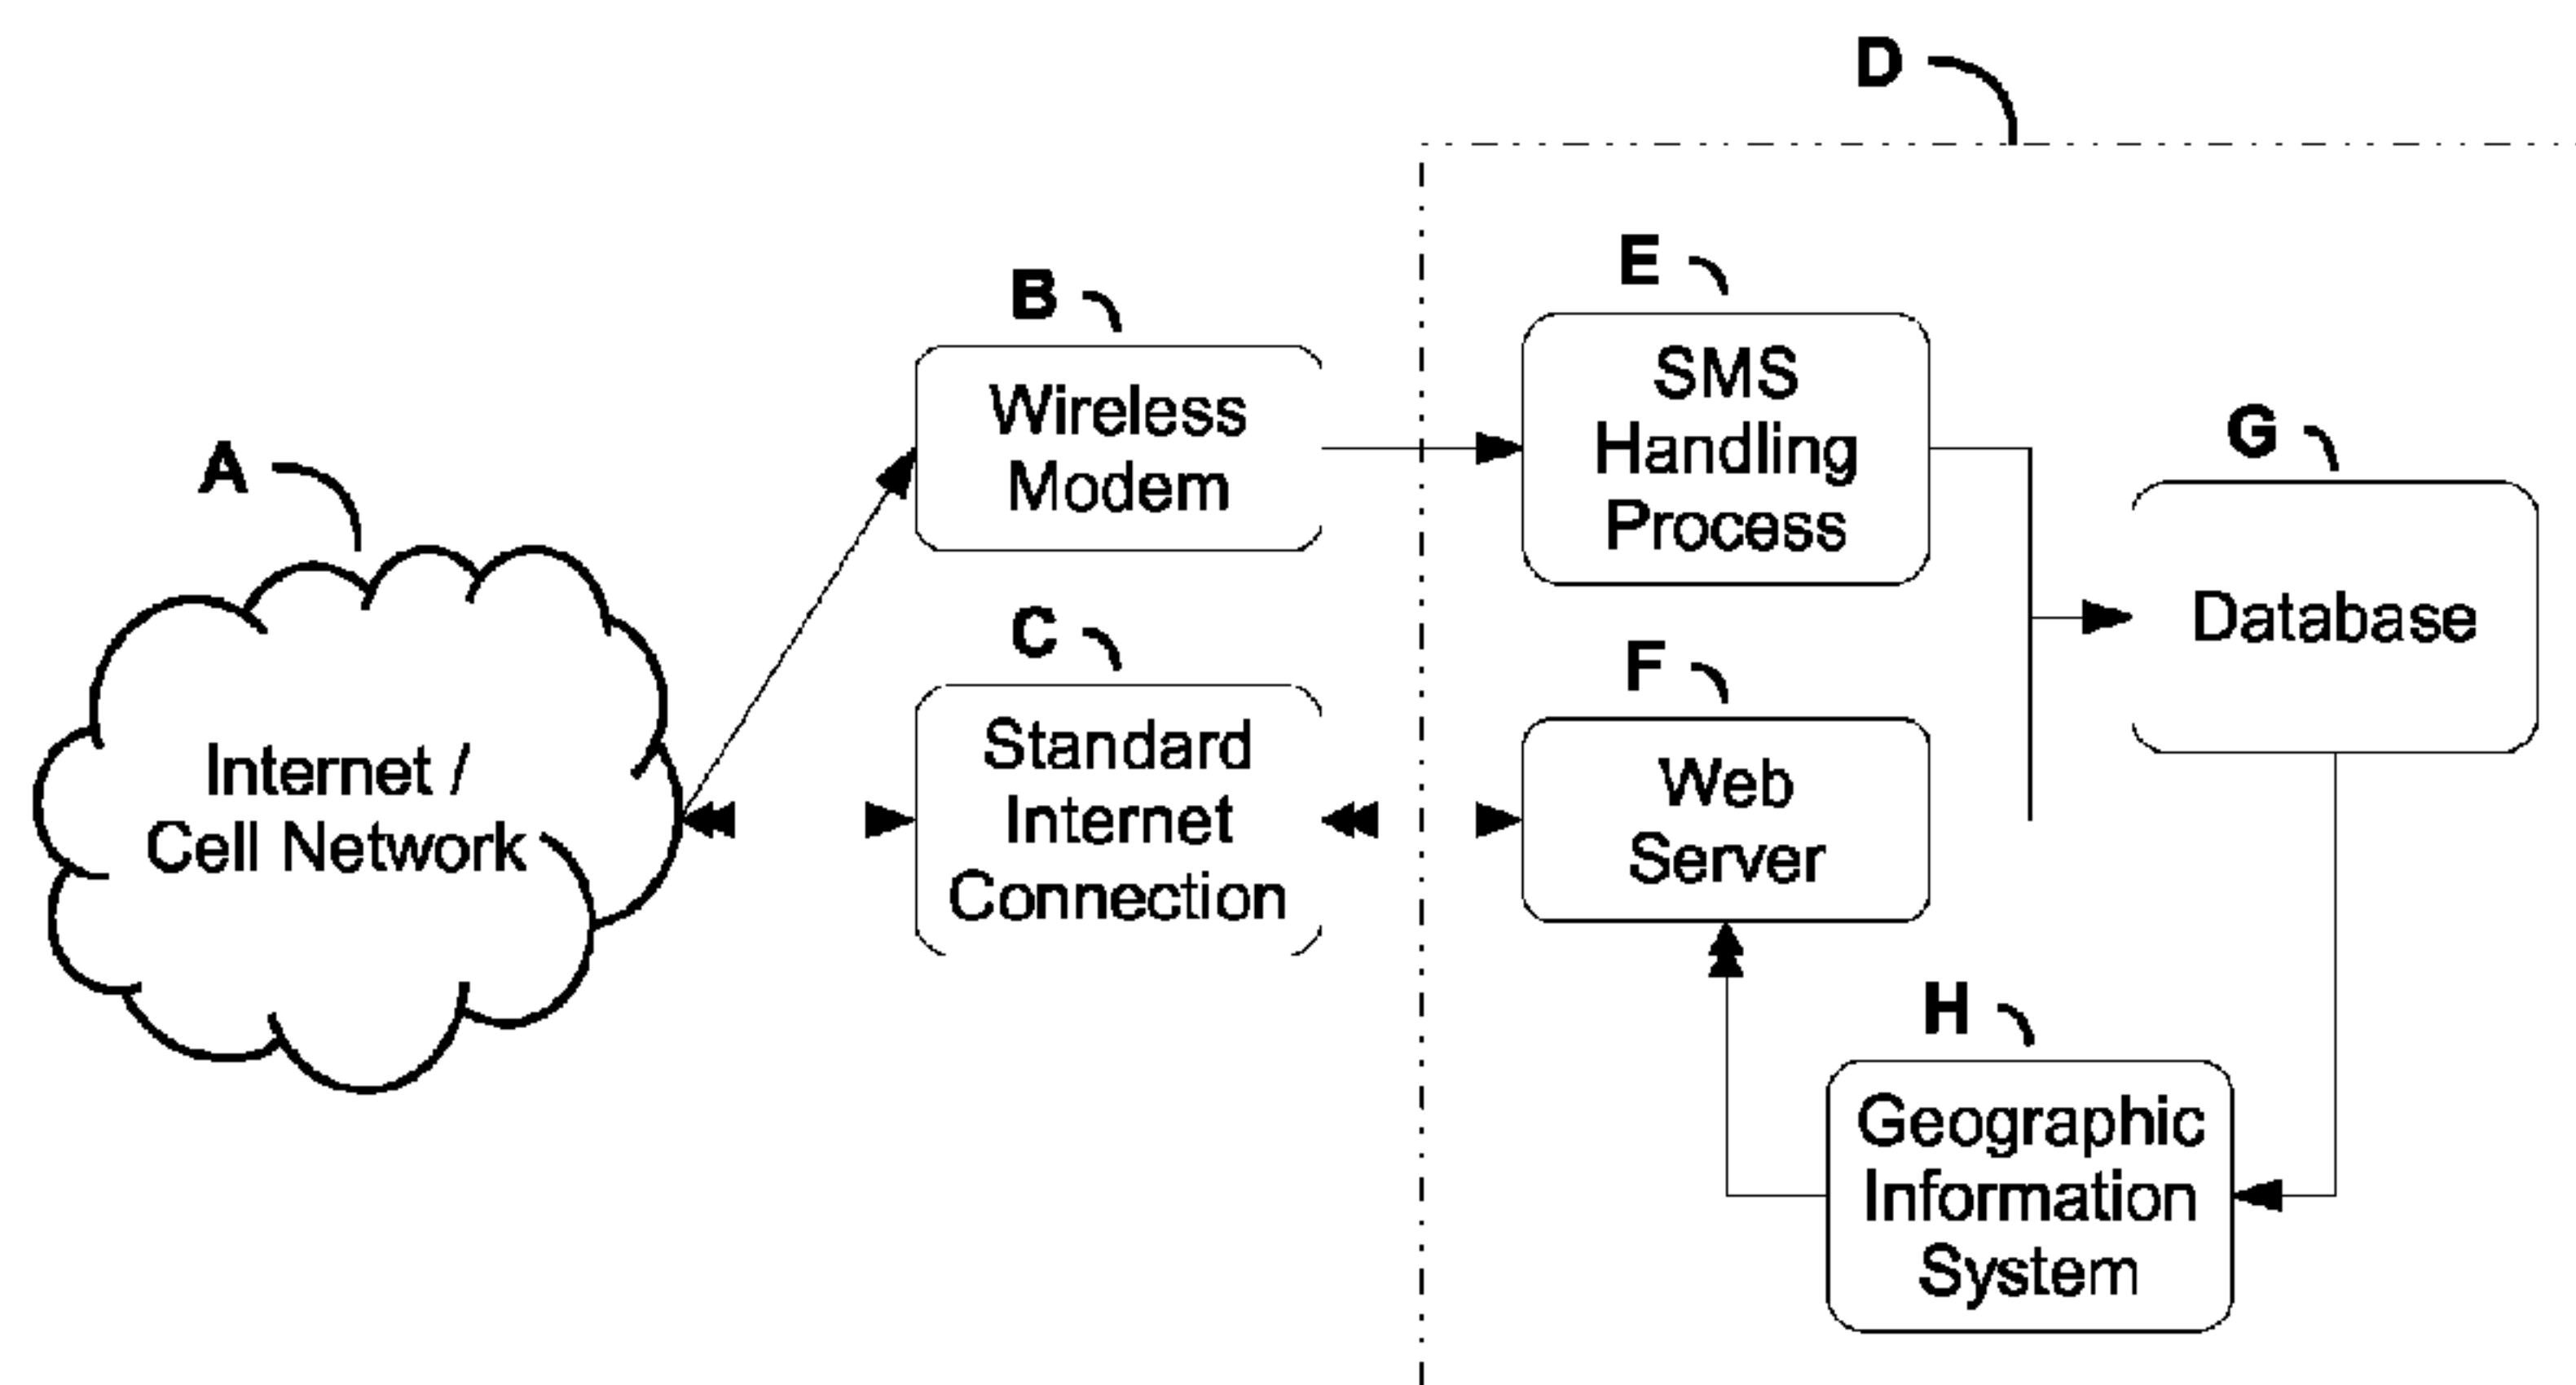 D
E
B
SMS
Handling
Process
Wireless
Modem
G
A
Database
C
F
Standard
Internet
Connection
Web
Server
Internet /
Cell Network
H
Geographic
Information
System